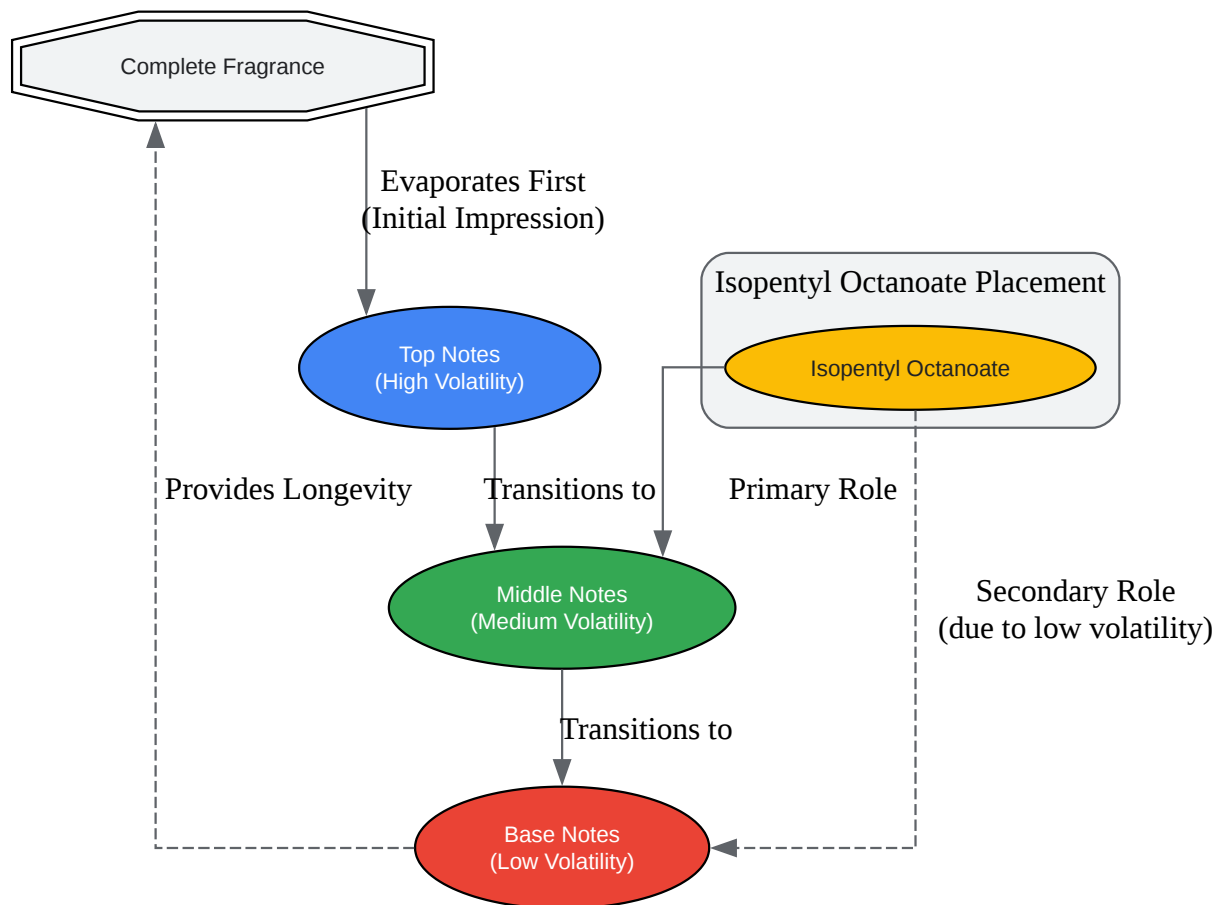 Complete Fragrance
Evaporates First
(Initial Impression)
Isopentyl Octanoate Placement
Top Notes
(High Volatility)
Isopentyl Octanoate
Provides Longevity
Transitions to
Primary Role
Middle Notes
(Medium Volatility)
Secondary Role
(due to low volatility)
Transitions to
Base Notes
(Low Volatility)